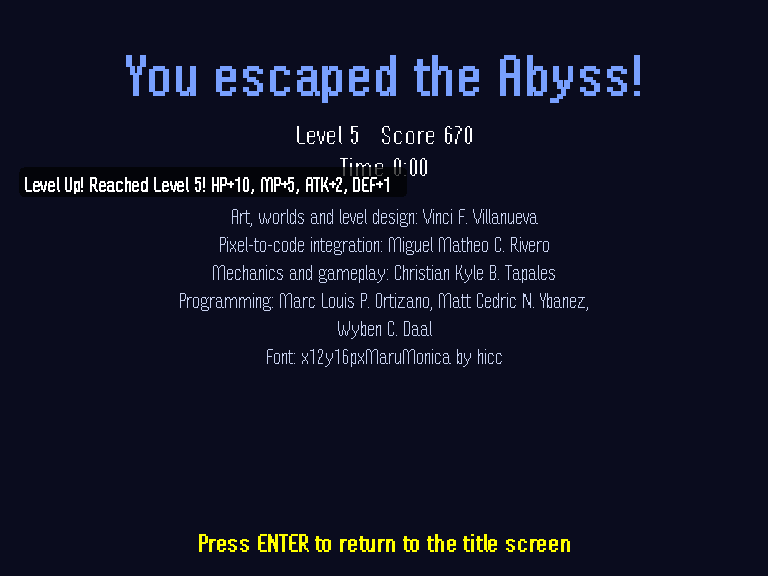 You escaped the Abyss!
Level 5 Score 670
Time 0:00
Level Up! Reached Level 5! HP+10, MP+5, ATK+2, DEF+1
Art, worlds and level design: Vinci F. Villanueva
Pixel-to-code integration: Miguel Matheo C. Rivero
Mechanics and gameplay: Christian Kyle B. Tapales
Programming: Marc Louis P. Ortizano, Matt Cedric N. Ybanez,
Wyben C. Daal
Font: x12y16pxMaruMonica by hicc
Press ENTER to return to the title screen